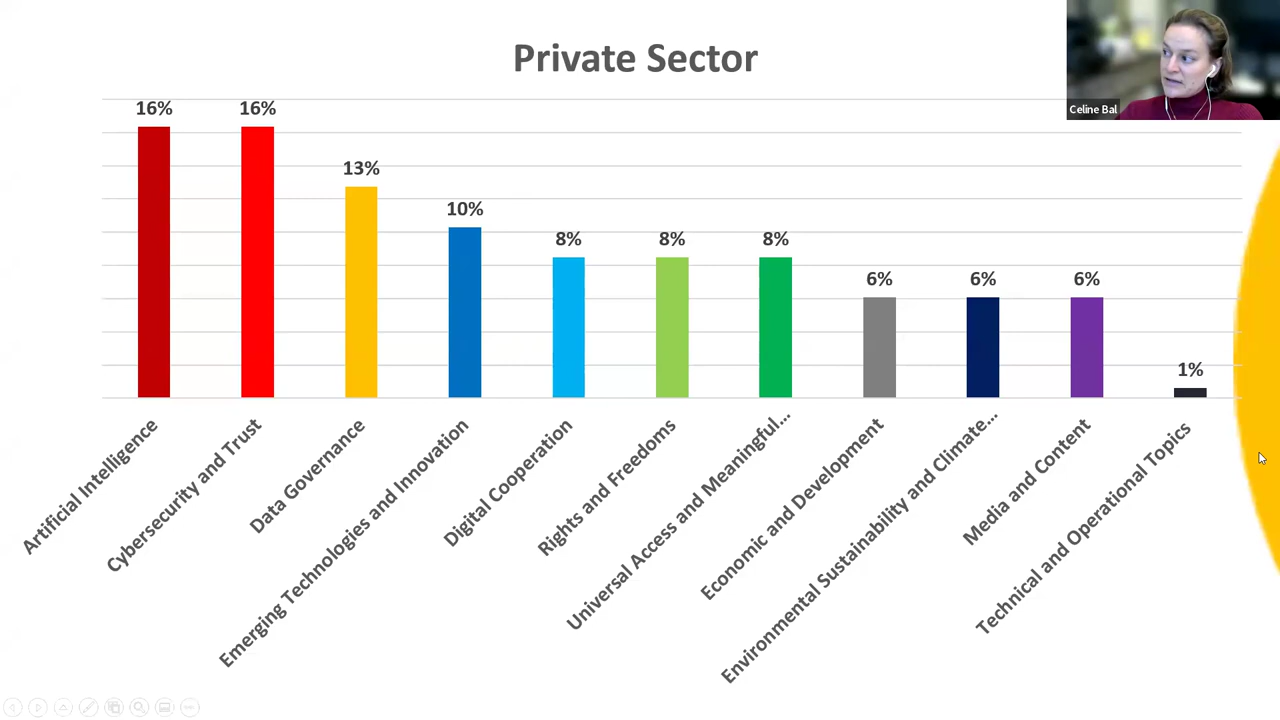 Private Sector
Celine Bal
16%
16%
13%
10%
8%
8%
8%
6%
6%
6%
1%
Artificial Intelligence
Cybersecurity and Trust
Data Governance
Emerging Technologies and Innovation
Digital Cooperation
Rights and Freedoms
Universal Access and Meaningful...
Economic and Development
Environmental Sustainability and Climate...
Media and Content
Technical and Operational Topics